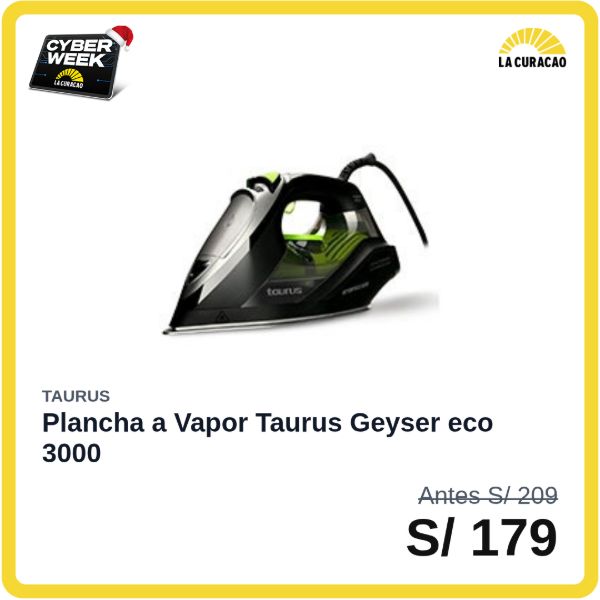 CYBER
WEEK
LA CURACAO
LA CURACAO
taurus
TAURUS
Plancha a Vapor Taurus Geyser eco
3000
Antes S/ 209
S/ 179